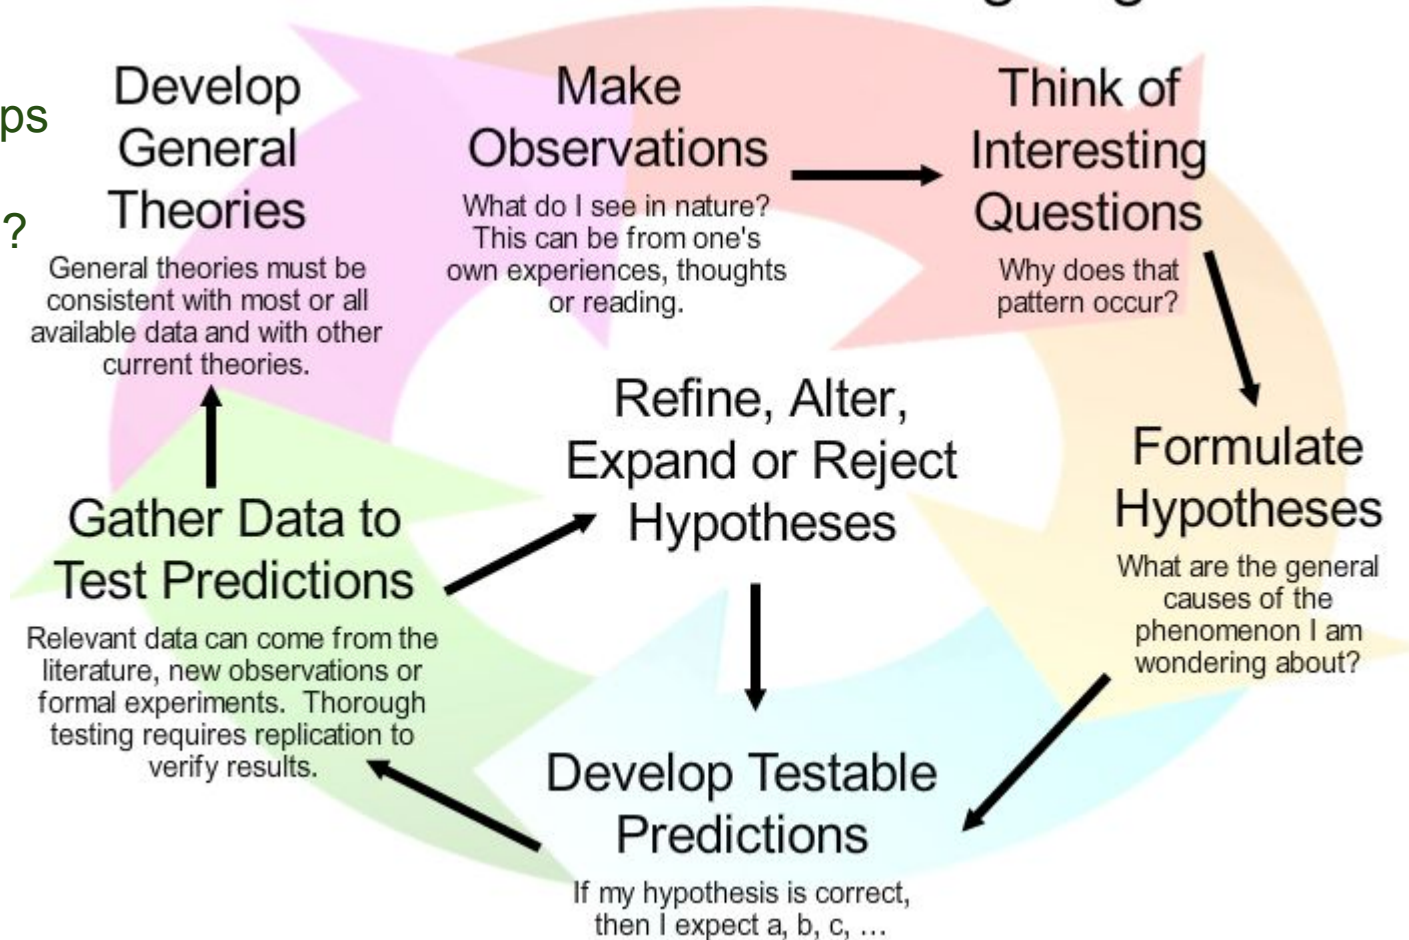 ps
?
Develop
General
Theories
General theories must be
consistent with most or all
available data and with other
current theories.
Make
Observations
What do I see in nature?
This can be from one's
own experiences, thoughts
or reading.
Think of
Interesting
Questions
Why does that
pattern occur?
Refine, Alter,
Expand or Reject
Hypotheses
Formulate
Hypotheses
What are the general
causes of the
phenomenon I am
wondering about?
Gather Data to
Test Predictions
Relevant data can come from the
literature, new observations or
formal experiments. Thorough
testing requires replication to
verify results.
Develop Testable
Predictions
If my hypothesis is correct,
then I expect a, b, c, ...